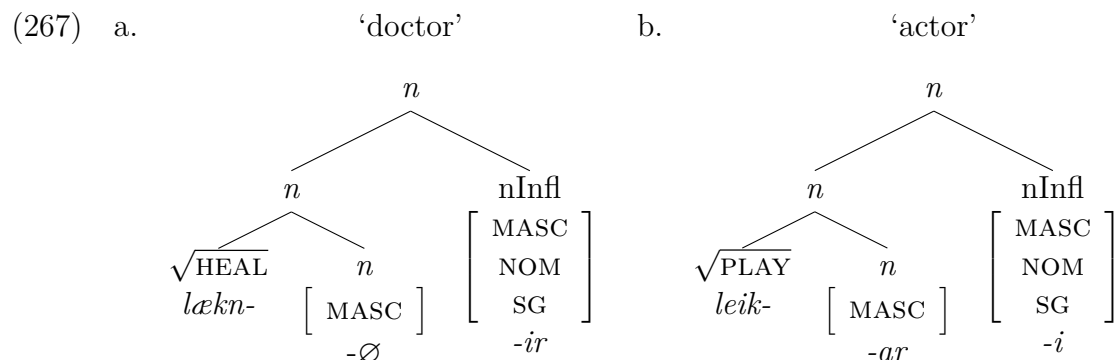 (267) a. ‘doctor’ b. ‘actor’
n n
n nInfl n nInfl
MASC MASC
√HEAL n NOM √PLAY n NOM
lækn- [ MASC ] SG leik- [ MASC ] SG
-∅ -ir -ar -i